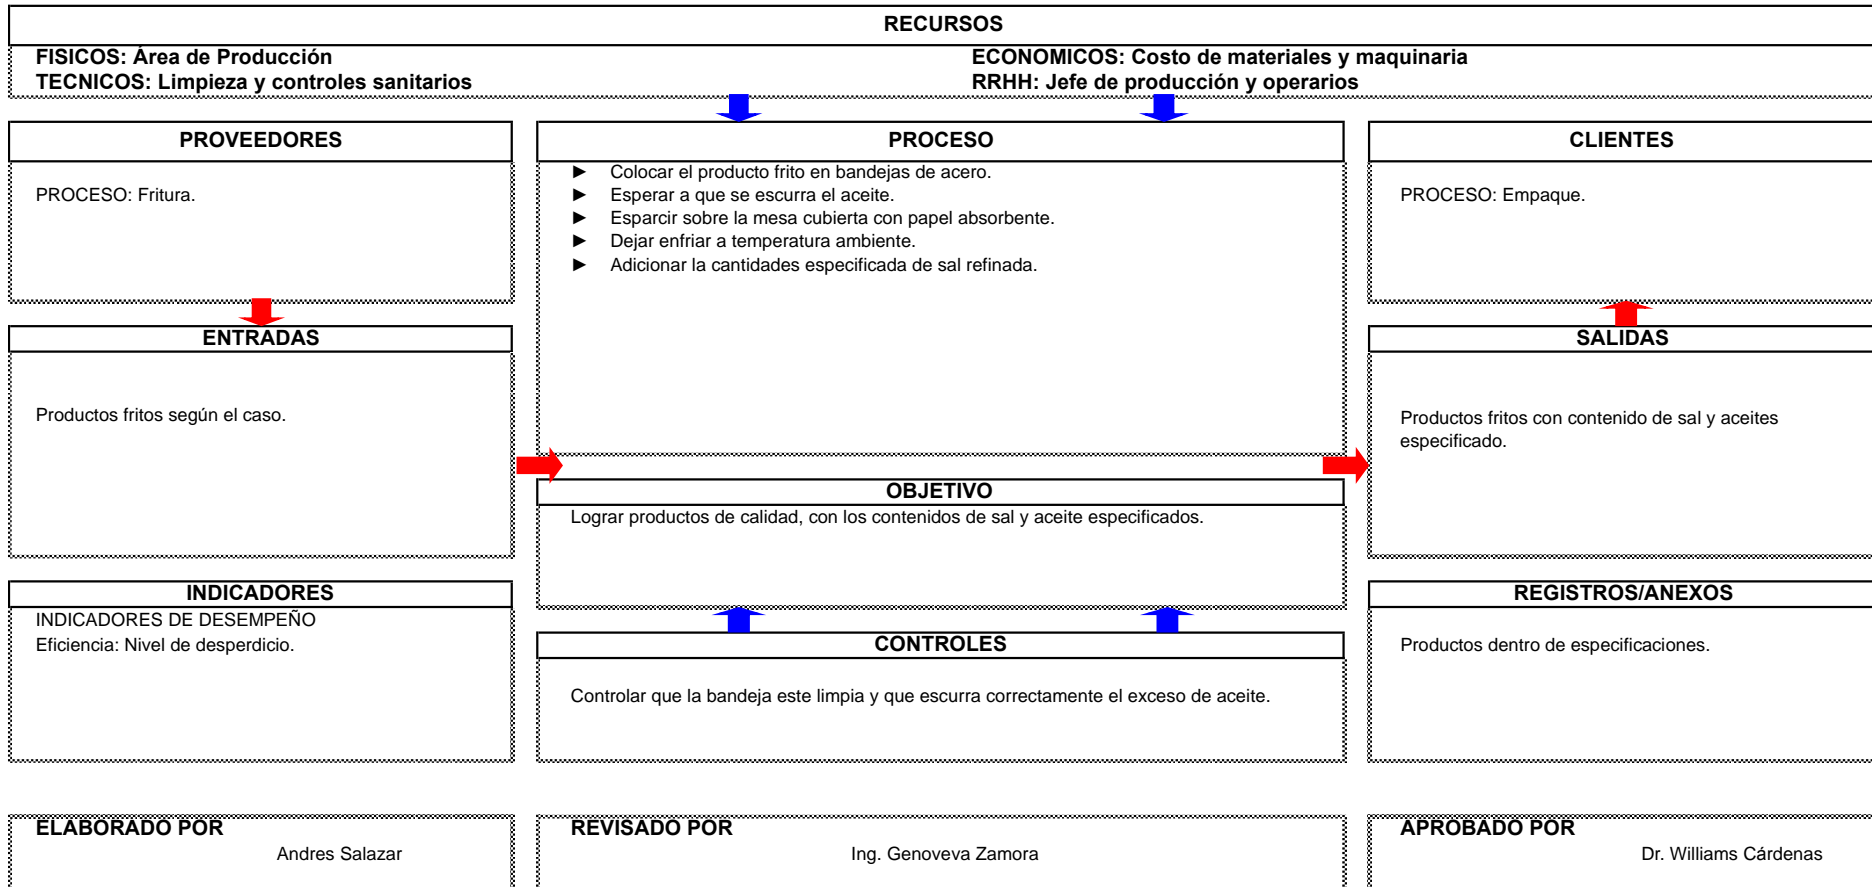 RECURSOS
FISICOS: Área de Producción
ECONOMICOS: Costo de materiales y maquinaria
TECNICOS: Limpieza y controles sanitarios
RRHH: Jefe de producción y operarios
PROVEEDORES
PROCESO: Fritura.
PROCESO
► Colocar el producto frito en bandejas de acero.
► Esperar a que se escurra el aceite.
► Esparcir sobre la mesa cubierta con papel absorbente.
► Dejar enfriar a temperatura ambiente.
► Adicionar la cantidades especificada de sal refinada.
CLIENTES
PROCESO: Empaque.
ENTRADAS
Productos fritos según el caso.
SALIDAS
Productos fritos con contenido de sal y aceites
especificado.
OBJETIVO
Lograr productos de calidad, con los contenidos de sal y aceite especificados.
INDICADORES
INDICADORES DE DESEMPEÑO
Eficiencia: Nivel de desperdicio.
CONTROLES
Controlar que la bandeja este limpia y que escurra correctamente el exceso de aceite.
REGISTROS/ANEXOS
Productos dentro de especificaciones.
ELABORADO POR
Andres Salazar
REVISADO POR
Ing. Genoveva Zamora
APROBADO POR
Dr. Williams Cárdenas